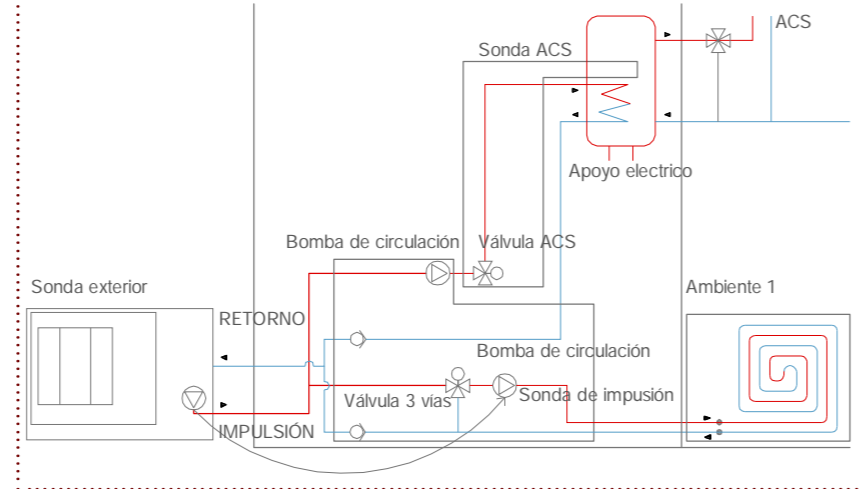 ACS
Sonda ACS
Apoyo electrico
Bomba de circulación
Válvula ACS
Sonda exterior
Ambiente 1
RETORNO
Bomba de circulación
Válvula 3 vías
Sonda de impusión
IMPULSIÓN